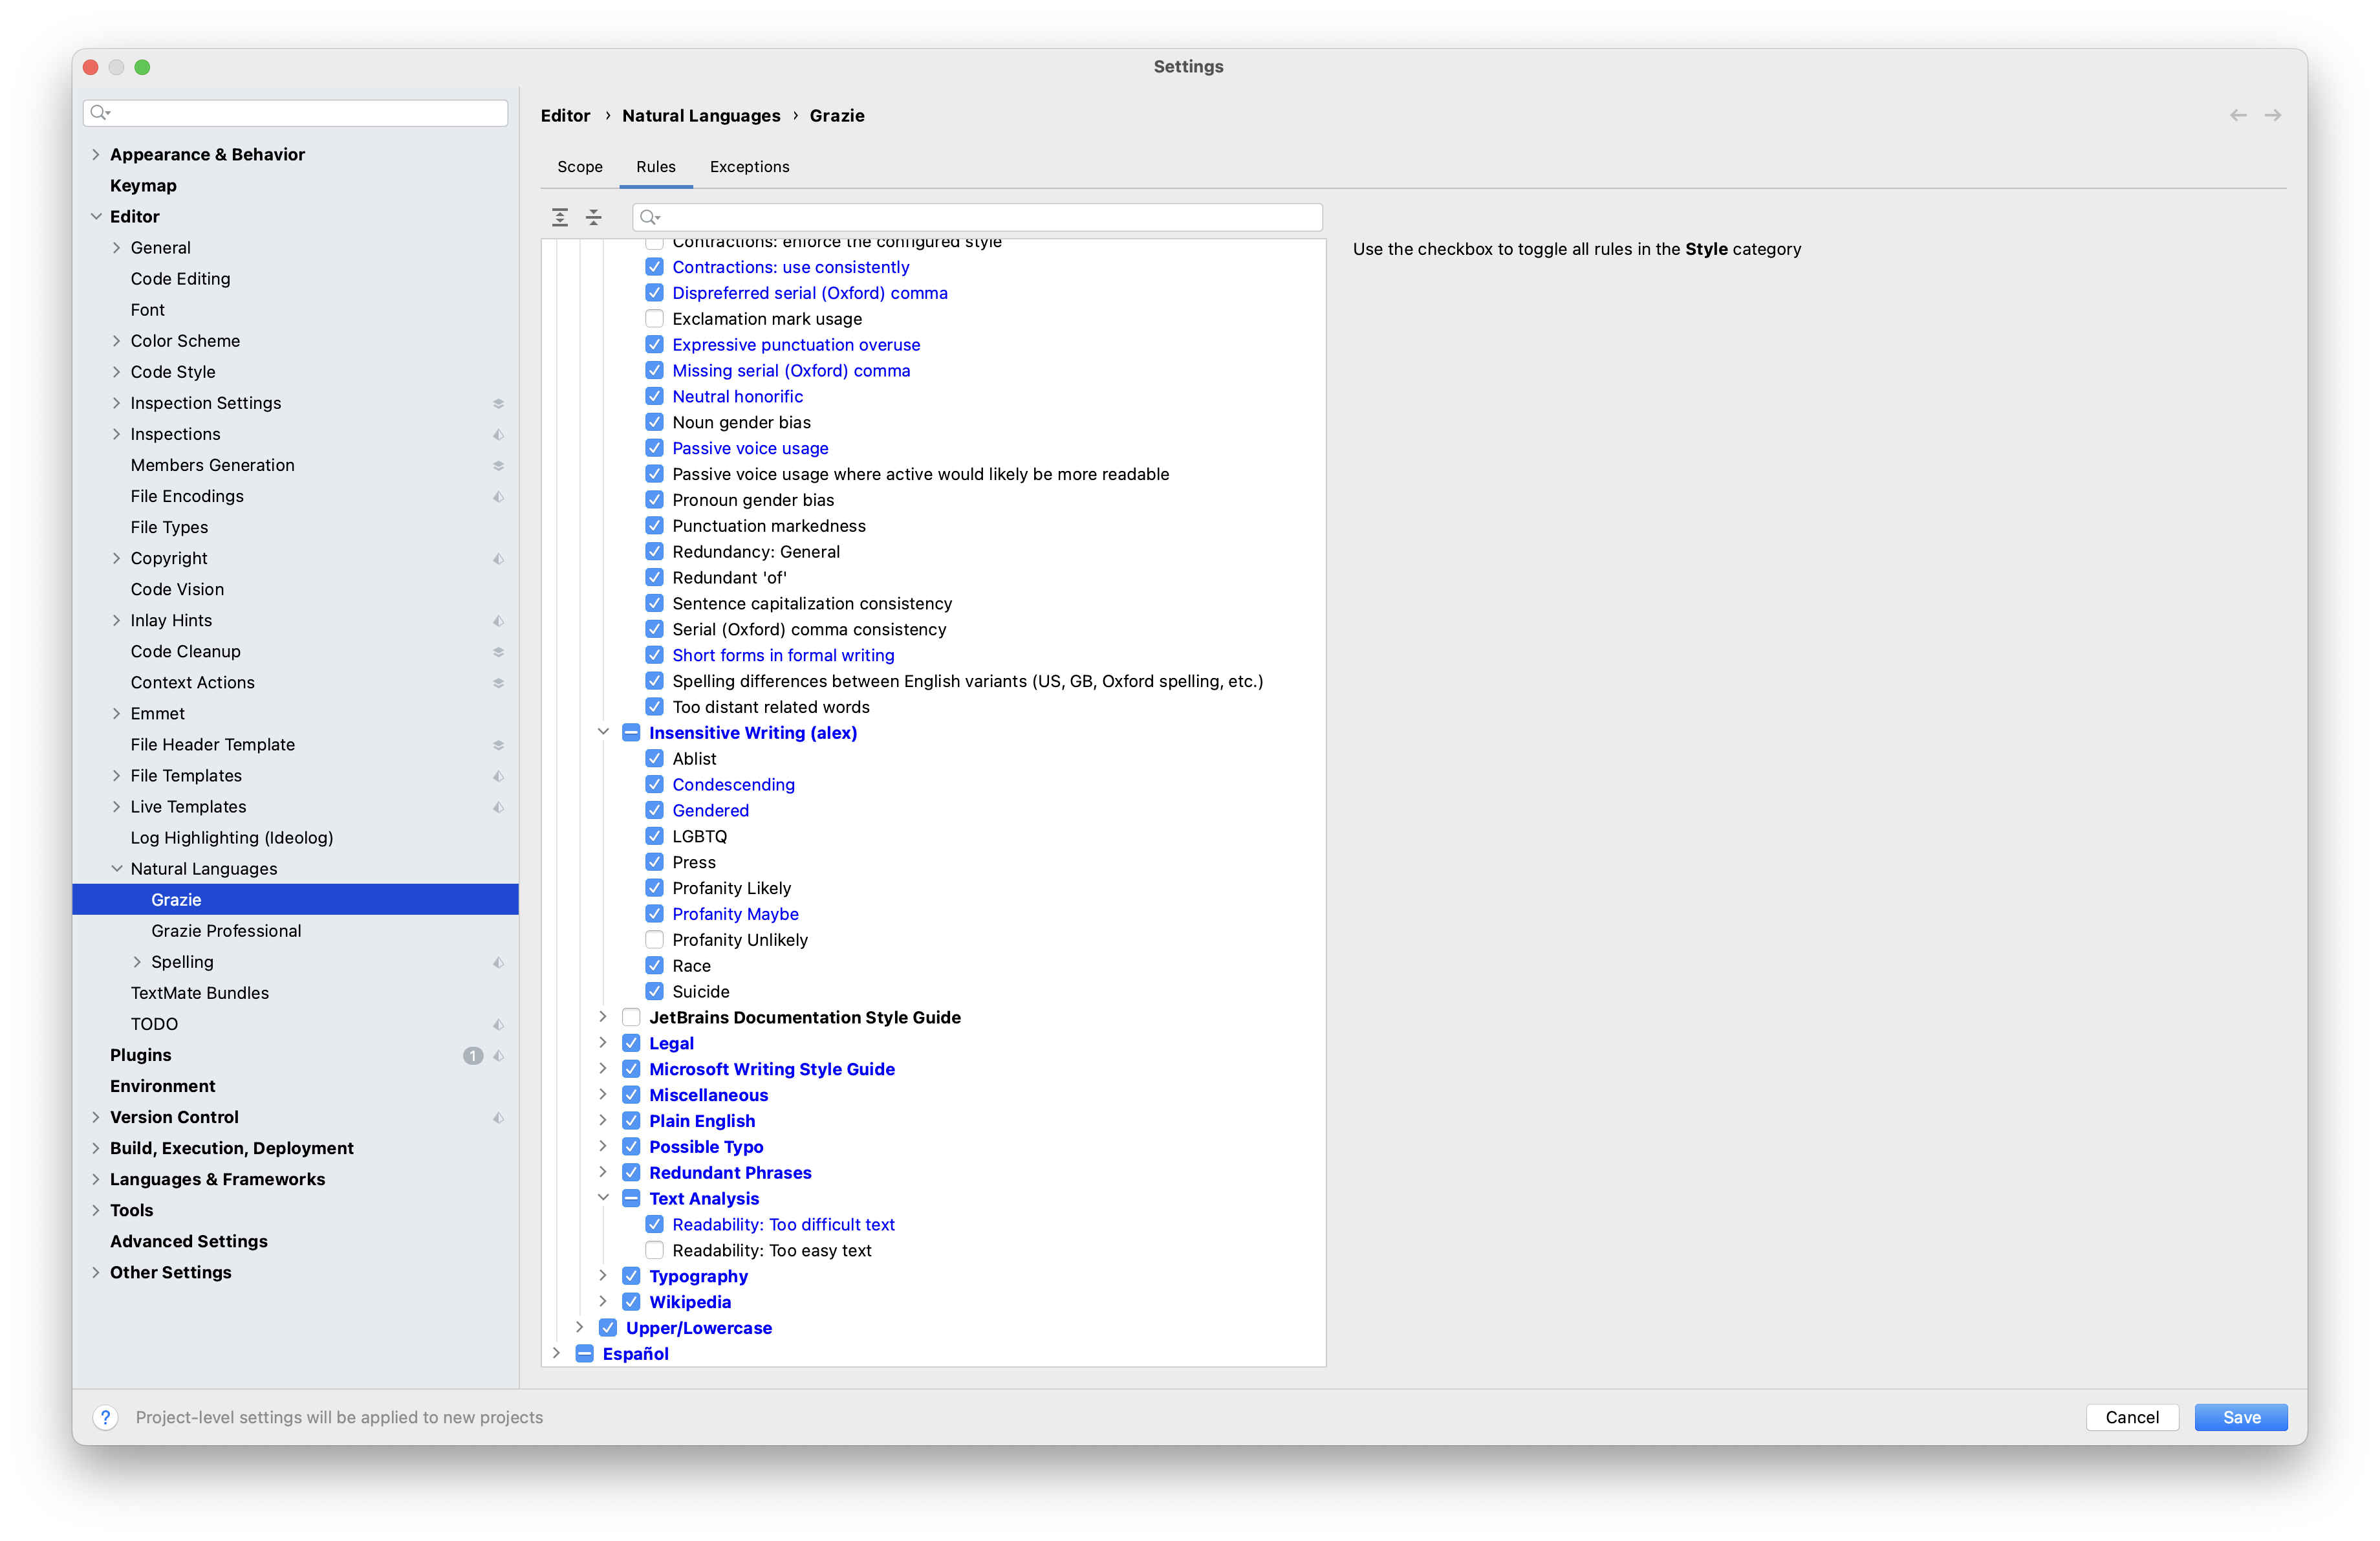 Settings
Appearance & Behavior
Keymap
Editor
General
Code Editing
Font
Color Scheme
Code Style
Inspection Settings
Inspections
Members Generation
File Encodings
File Types
Copyright
Code Vision
Inlay Hints
Code Cleanup
Context Actions
Emmet
File Header Template
File Templates
Live Templates
Log Highlighting (Ideolog)
Natural Languages
Grazie
Grazie Professional
Spelling
TextMate Bundles
TODO
Plugins 1
Environment
Version Control
Build, Execution, Deployment
Languages & Frameworks
Tools
Advanced Settings
Other Settings
Editor › Natural Languages › Grazie
Scope Rules Exceptions
Contractions: enforce the configured style
Contractions: use consistently
Dispreferred serial (Oxford) comma
Exclamation mark usage
Expressive punctuation overuse
Missing serial (Oxford) comma
Neutral honorific
Noun gender bias
Passive voice usage
Passive voice usage where active would likely be more readable
Pronoun gender bias
Punctuation markedness
Redundancy: General
Redundant 'of'
Sentence capitalization consistency
Serial (Oxford) comma consistency
Short forms in formal writing
Spelling differences between English variants (US, GB, Oxford spelling, etc.)
Too distant related words
Insensitive Writing (alex)
Ablist
Condescending
Gendered
LGBTQ
Press
Profanity Likely
Profanity Maybe
Profanity Unlikely
Race
Suicide
JetBrains Documentation Style Guide
Legal
Microsoft Writing Style Guide
Miscellaneous
Plain English
Possible Typo
Redundant Phrases
Text Analysis
Readability: Too difficult text
Readability: Too easy text
Typography
Wikipedia
Upper/Lowercase
Español
Use the checkbox to toggle all rules in the Style category
? Project-level settings will be applied to new projects
Cancel Save